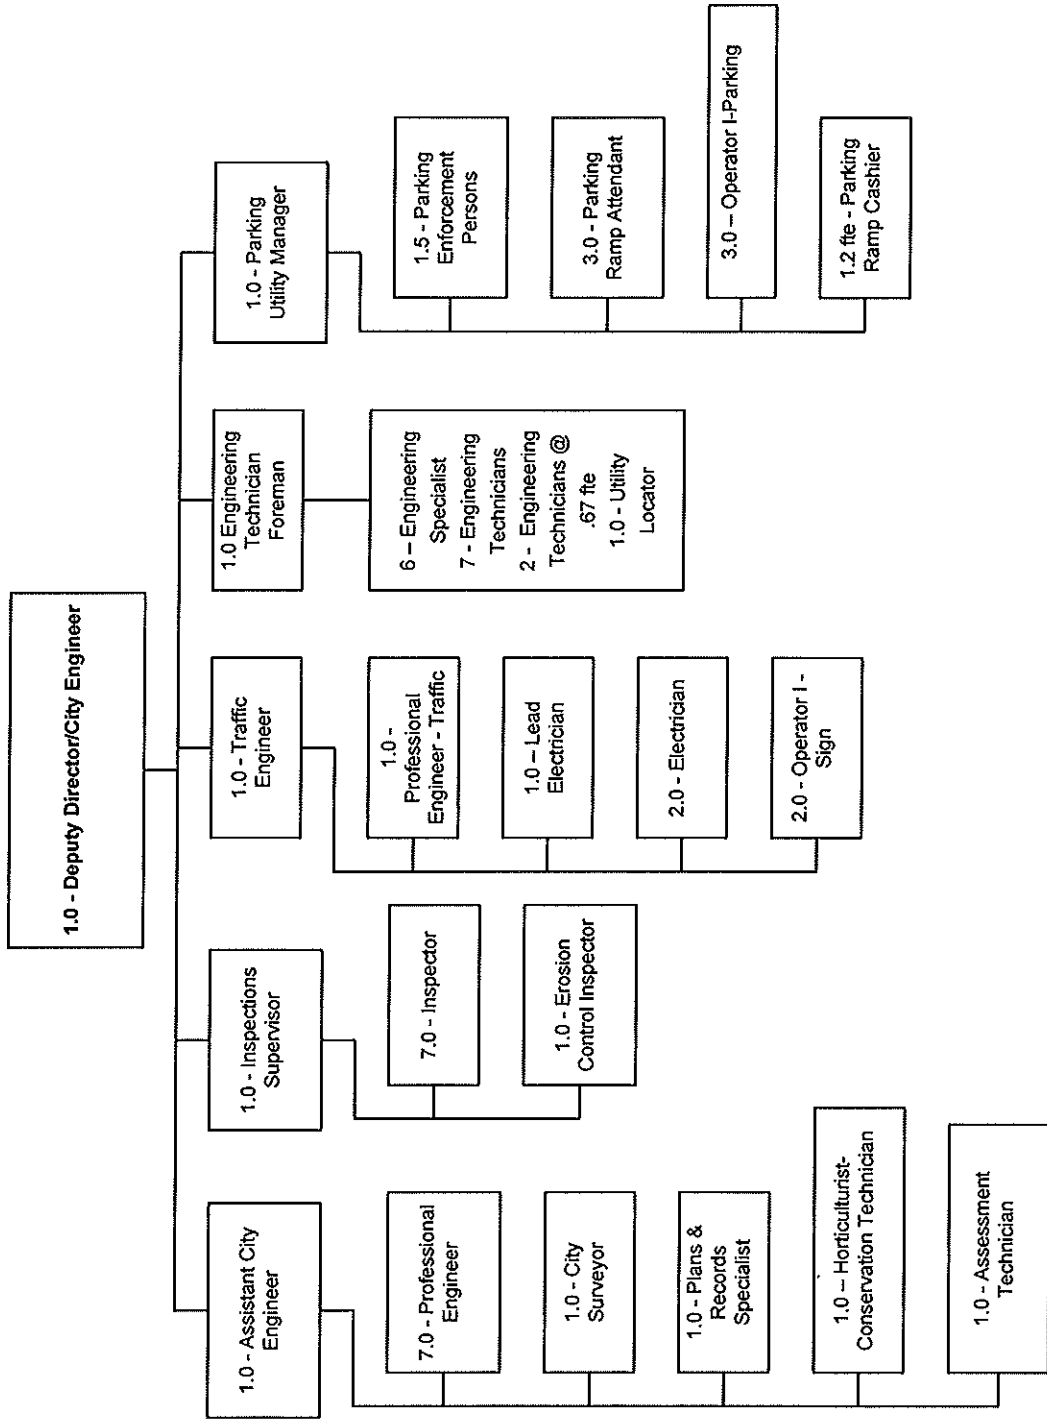 1.0 - Deputy Director/City Engineer
1.0 - Assistant City
Engineer
7.0 - Professional
Engineer
1.0 - City
Surveyor
1.0 - Plans &
Records
Specialist
1.0 – Horticulturist-
Conservation Technician
1.0 - Assessment
Technician
1.0 - Inspections
Supervisor
7.0 - Inspector
1.0 - Erosion
Control Inspector
1.0 - Traffic
Engineer
1.0 -
Professional
Engineer - Traffic
1.0 – Lead
Electrician
2.0 - Electrician
2.0 - Operator I -
Sign
1.0 Engineering
Technician
Foreman
6 – Engineering
Specialist
7 - Engineering
Technicians
2 - Engineering
Technicians @
.67 fte
1.0 - Utility
Locator
1.0 - Parking
Utility Manager
1.5 - Parking
Enforcement
Persons
3.0 - Parking
Ramp Attendant
3.0 – Operator I-Parking
1.2 fte - Parking
Ramp Cashier